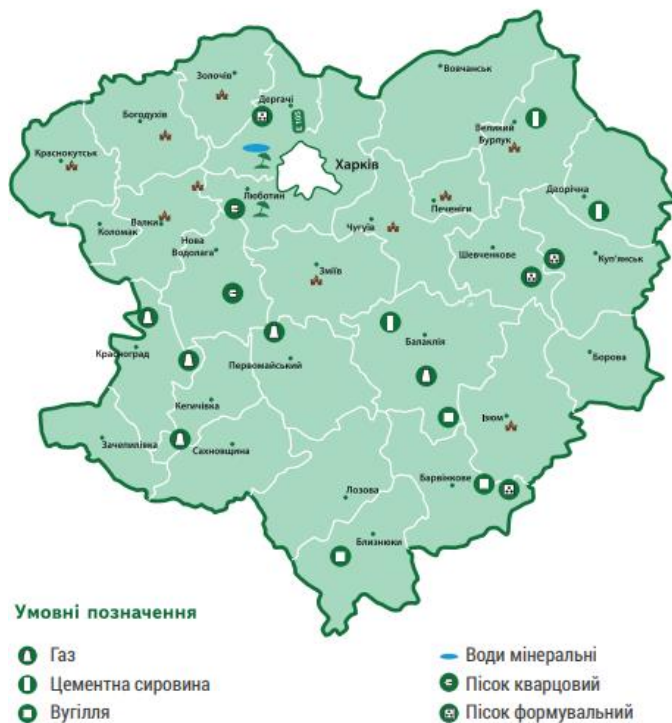 Вовчанськ
Золочів
Дергачі
E105
Богодухів
Великий
Бурлук
Краснокутськ
Харків
Дворічна
Люботин
Печеніги
Валки
Коломак
Чугуїв
Нова
Водолага
Шевченкове
Куп'янськ
Зміїв
Балаклія
Красноград
Первомайський
Борова
Кегичівка
Ізюм
Зачепилівка
Сахновщина
Барвінкове
Лозова
Близнюки
Умовні позначення
Газ
Води мінеральні
Цементна сировина
Пісок кварцовий
Вугілля
Пісок формувальний